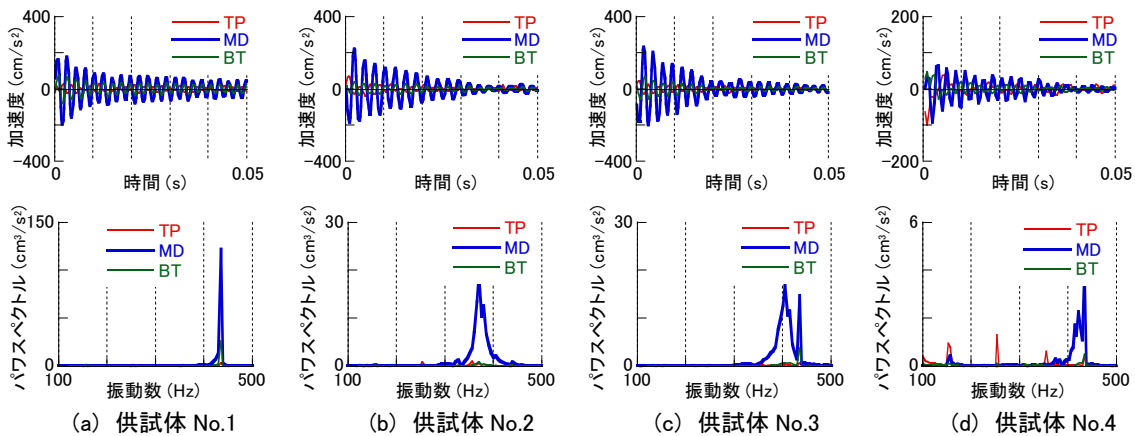 400
0
-400
加速度 (cm/s²)
0
0.05
時間 (s)
TP
MD
BT
400
0
-400
加速度 (cm/s²)
0
0.05
時間 (s)
TP
MD
BT
400
0
-400
加速度 (cm/s²)
0
0.05
時間 (s)
TP
MD
BT
200
0
-200
加速度 (cm/s²)
0
0.05
時間 (s)
TP
MD
BT
150
0
パワスペクトル (cm³/s²)
100
500
振動数 (Hz)
TP
MD
BT
30
0
パワスペクトル (cm³/s²)
100
500
振動数 (Hz)
TP
MD
BT
30
0
パワスペクトル (cm³/s²)
100
500
振動数 (Hz)
TP
MD
BT
6
0
パワスペクトル (cm³/s²)
100
500
振動数 (Hz)
TP
MD
BT
(a) 供試体 No.1
(b) 供試体 No.2
(c) 供試体 No.3
(d) 供試体 No.4